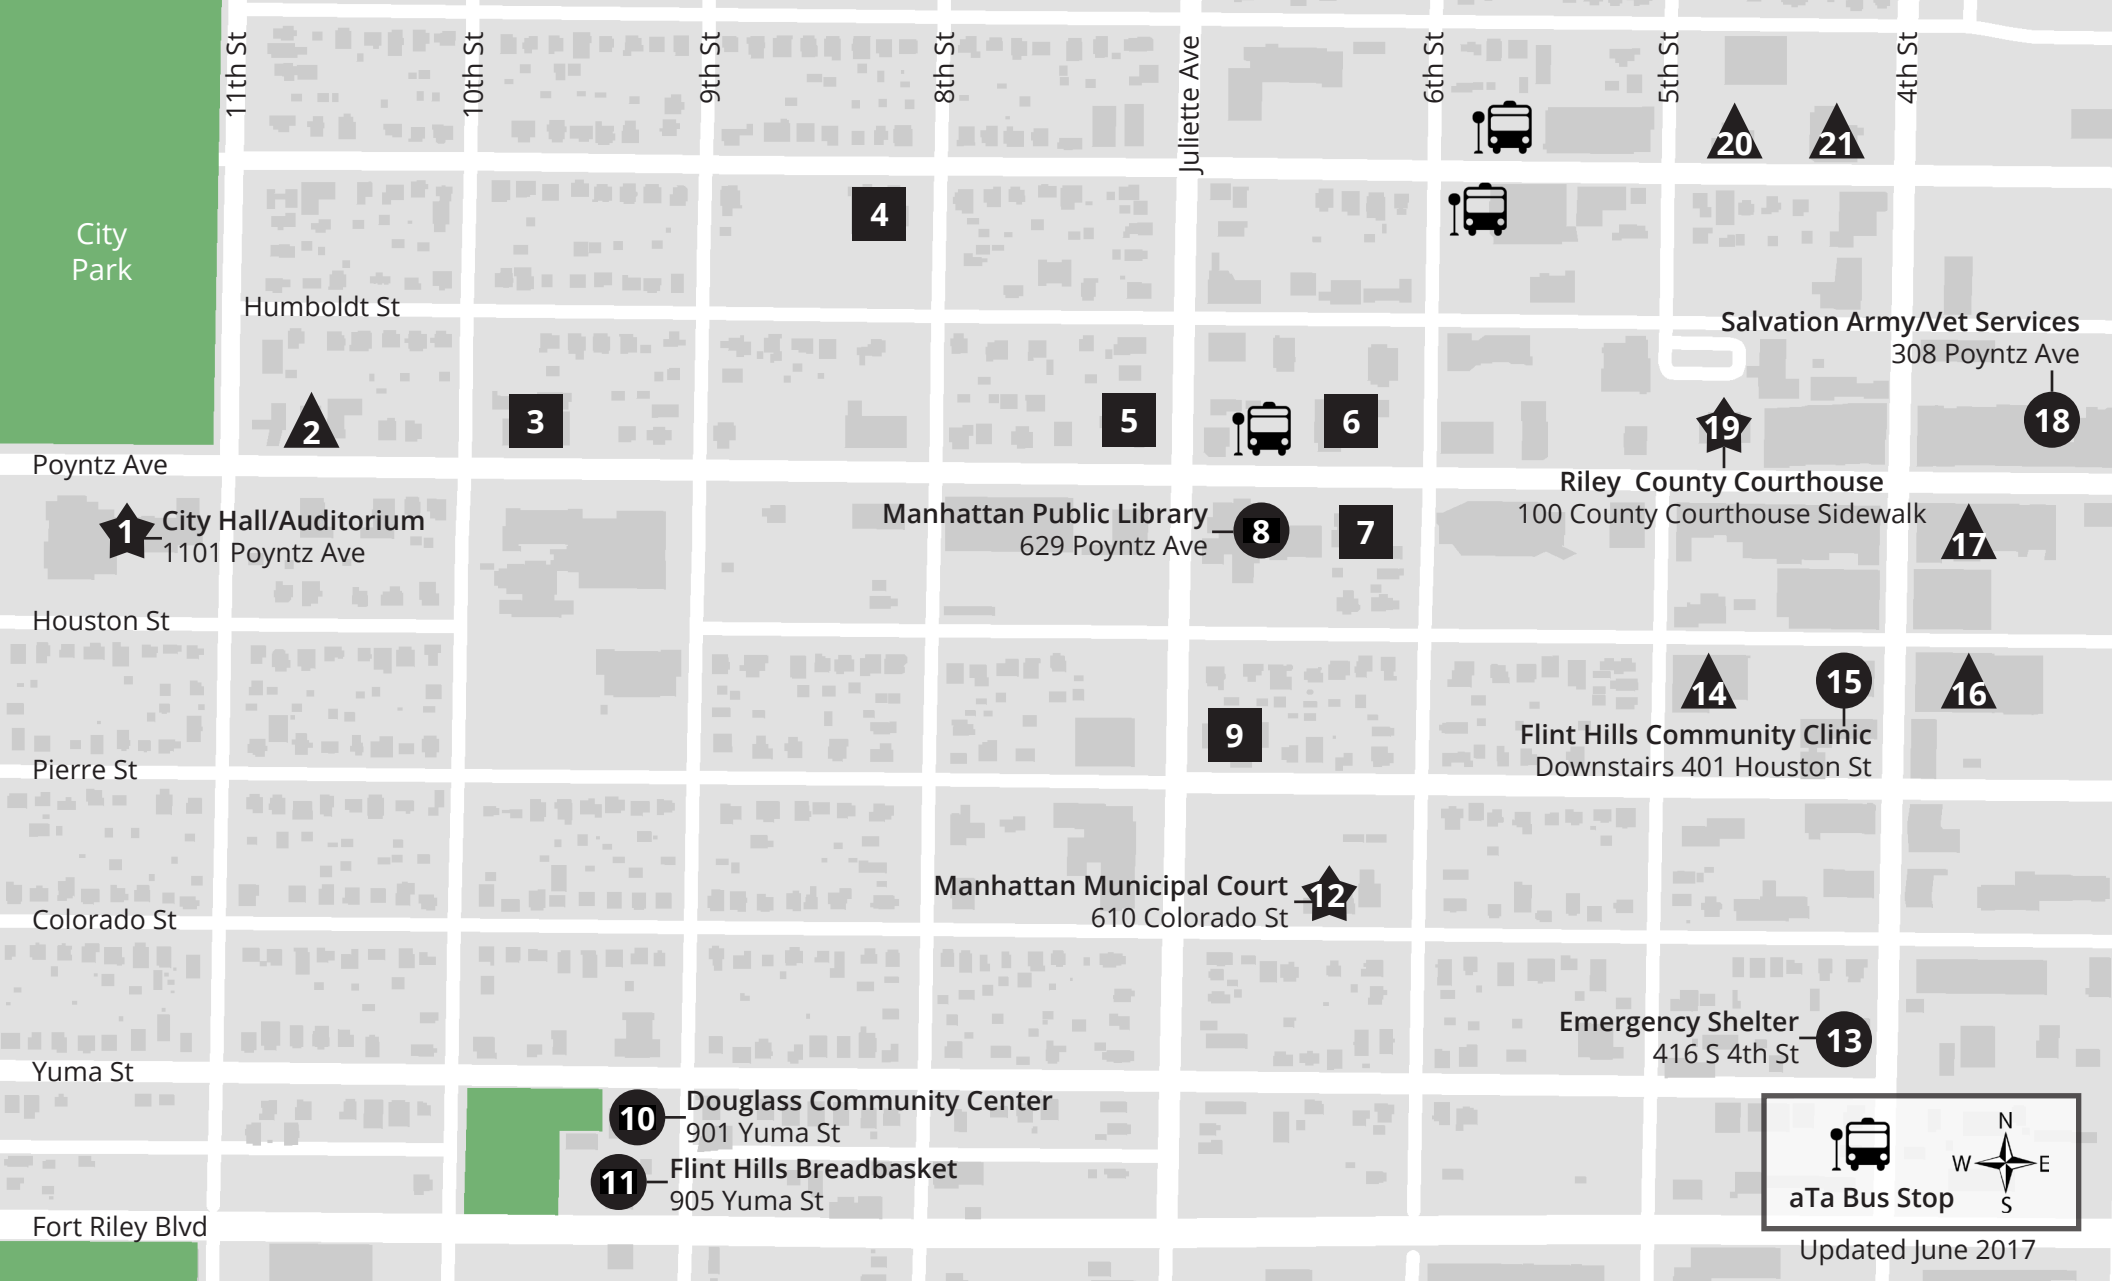 11th St
10th St
9th St
8th St
Juliette Ave
6th St
5th St
4th St
20
21
City
Park
4
Humboldt St
Salvation Army/Vet Services
308 Poyntz Ave
2
3
5
6
19
18
Poyntz Ave
Riley County Courthouse
100 County Courthouse Sidewalk
1
City Hall/Auditorium
1101 Poyntz Ave
Manhattan Public Library
629 Poyntz Ave
8
7
17
Houston St
14
15
16
9
Flint Hills Community Clinic
Downstairs 401 Houston St
Pierre St
Manhattan Municipal Court
610 Colorado St
12
Colorado St
Emergency Shelter
416 S 4th St
13
Yuma St
10
Douglass Community Center
901 Yuma St
11
Flint Hills Breadbasket
905 Yuma St
Fort Riley Blvd
N
W
E
S
aTa Bus Stop
Updated June 2017